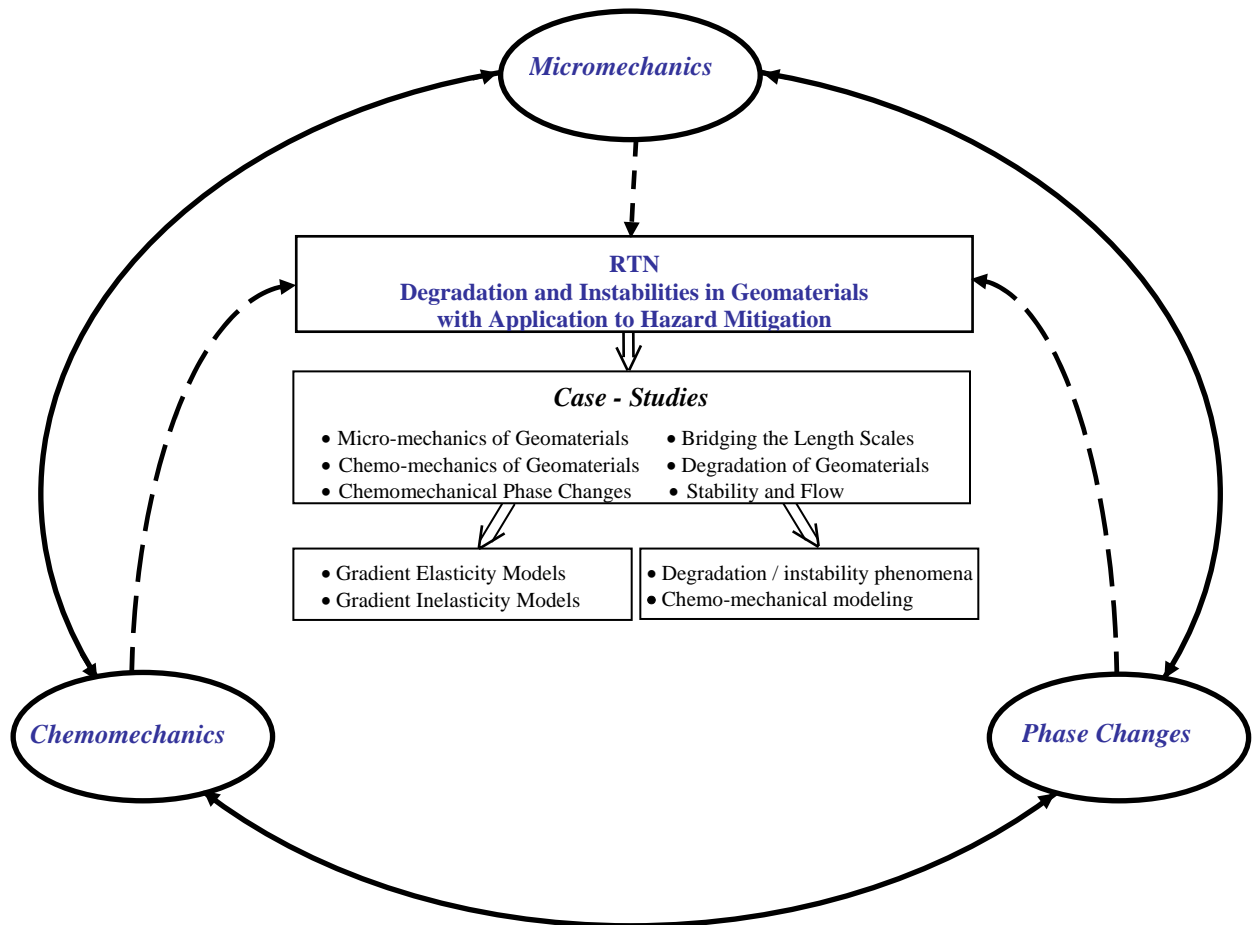 Micromechanics
RTN
Degradation and Instabilities in Geomaterials
with Application to Hazard Mitigation
Case - Studies
• Micro-mechanics of Geomaterials
• Chemo-mechanics of Geomaterials
• Chemomechanical Phase Changes
• Bridging the Length Scales
• Degradation of Geomaterials
• Stability and Flow
• Gradient Elasticity Models
• Gradient Inelasticity Models
• Degradation / instability phenomena
• Chemo-mechanical modeling
Chemomechanics
Phase Changes